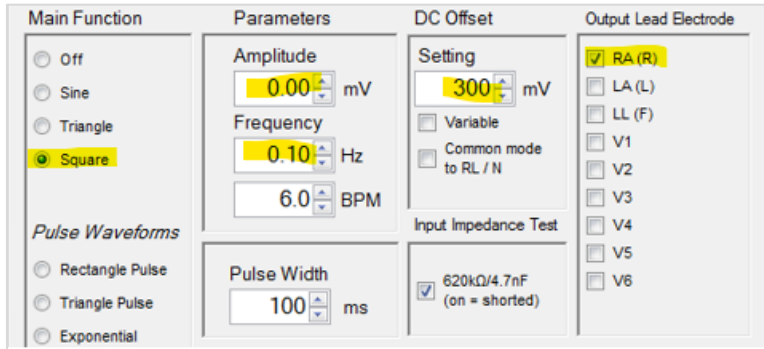 Main Function
Off
Sine
Triangle
Square
Pulse Waveforms
Rectangle Pulse
Triangle Pulse
Exponential
Parameters
Amplitude
0.00 mV
Frequency
0.10 Hz
6.0 BPM
Pulse Width
100 ms
DC Offset
Setting
300 mV
Variable
Common mode
to RL / N
Input Impedance Test
620kΩ/4.7nF
(on = shorted)
Output Lead Electrode
RA (R)
LA (L)
LL (F)
V1
V2
V3
V4
V5
V6